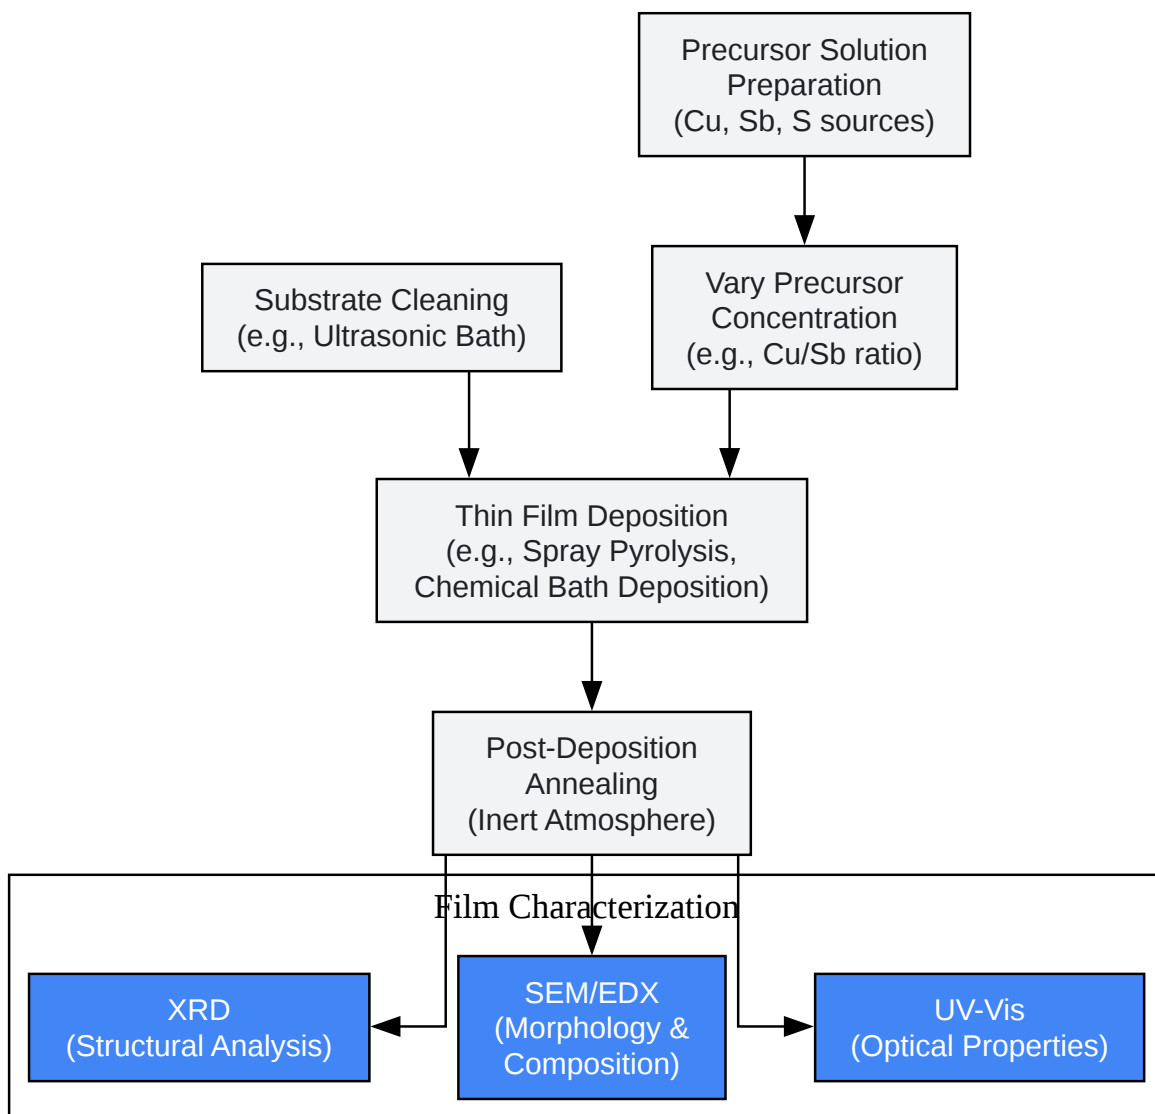 Precursor Solution
Preparation
(Cu, Sb, S sources)
Substrate Cleaning
(e.g., Ultrasonic Bath)
Vary Precursor
Concentration
(e.g., Cu/Sb ratio)
Thin Film Deposition
(e.g., Spray Pyrolysis,
Chemical Bath Deposition)
Post-Deposition
Annealing
(Inert Atmosphere)
Film Characterization
XRD
(Structural Analysis)
SEM/EDX
(Morphology &
Composition)
UV-Vis
(Optical Properties)